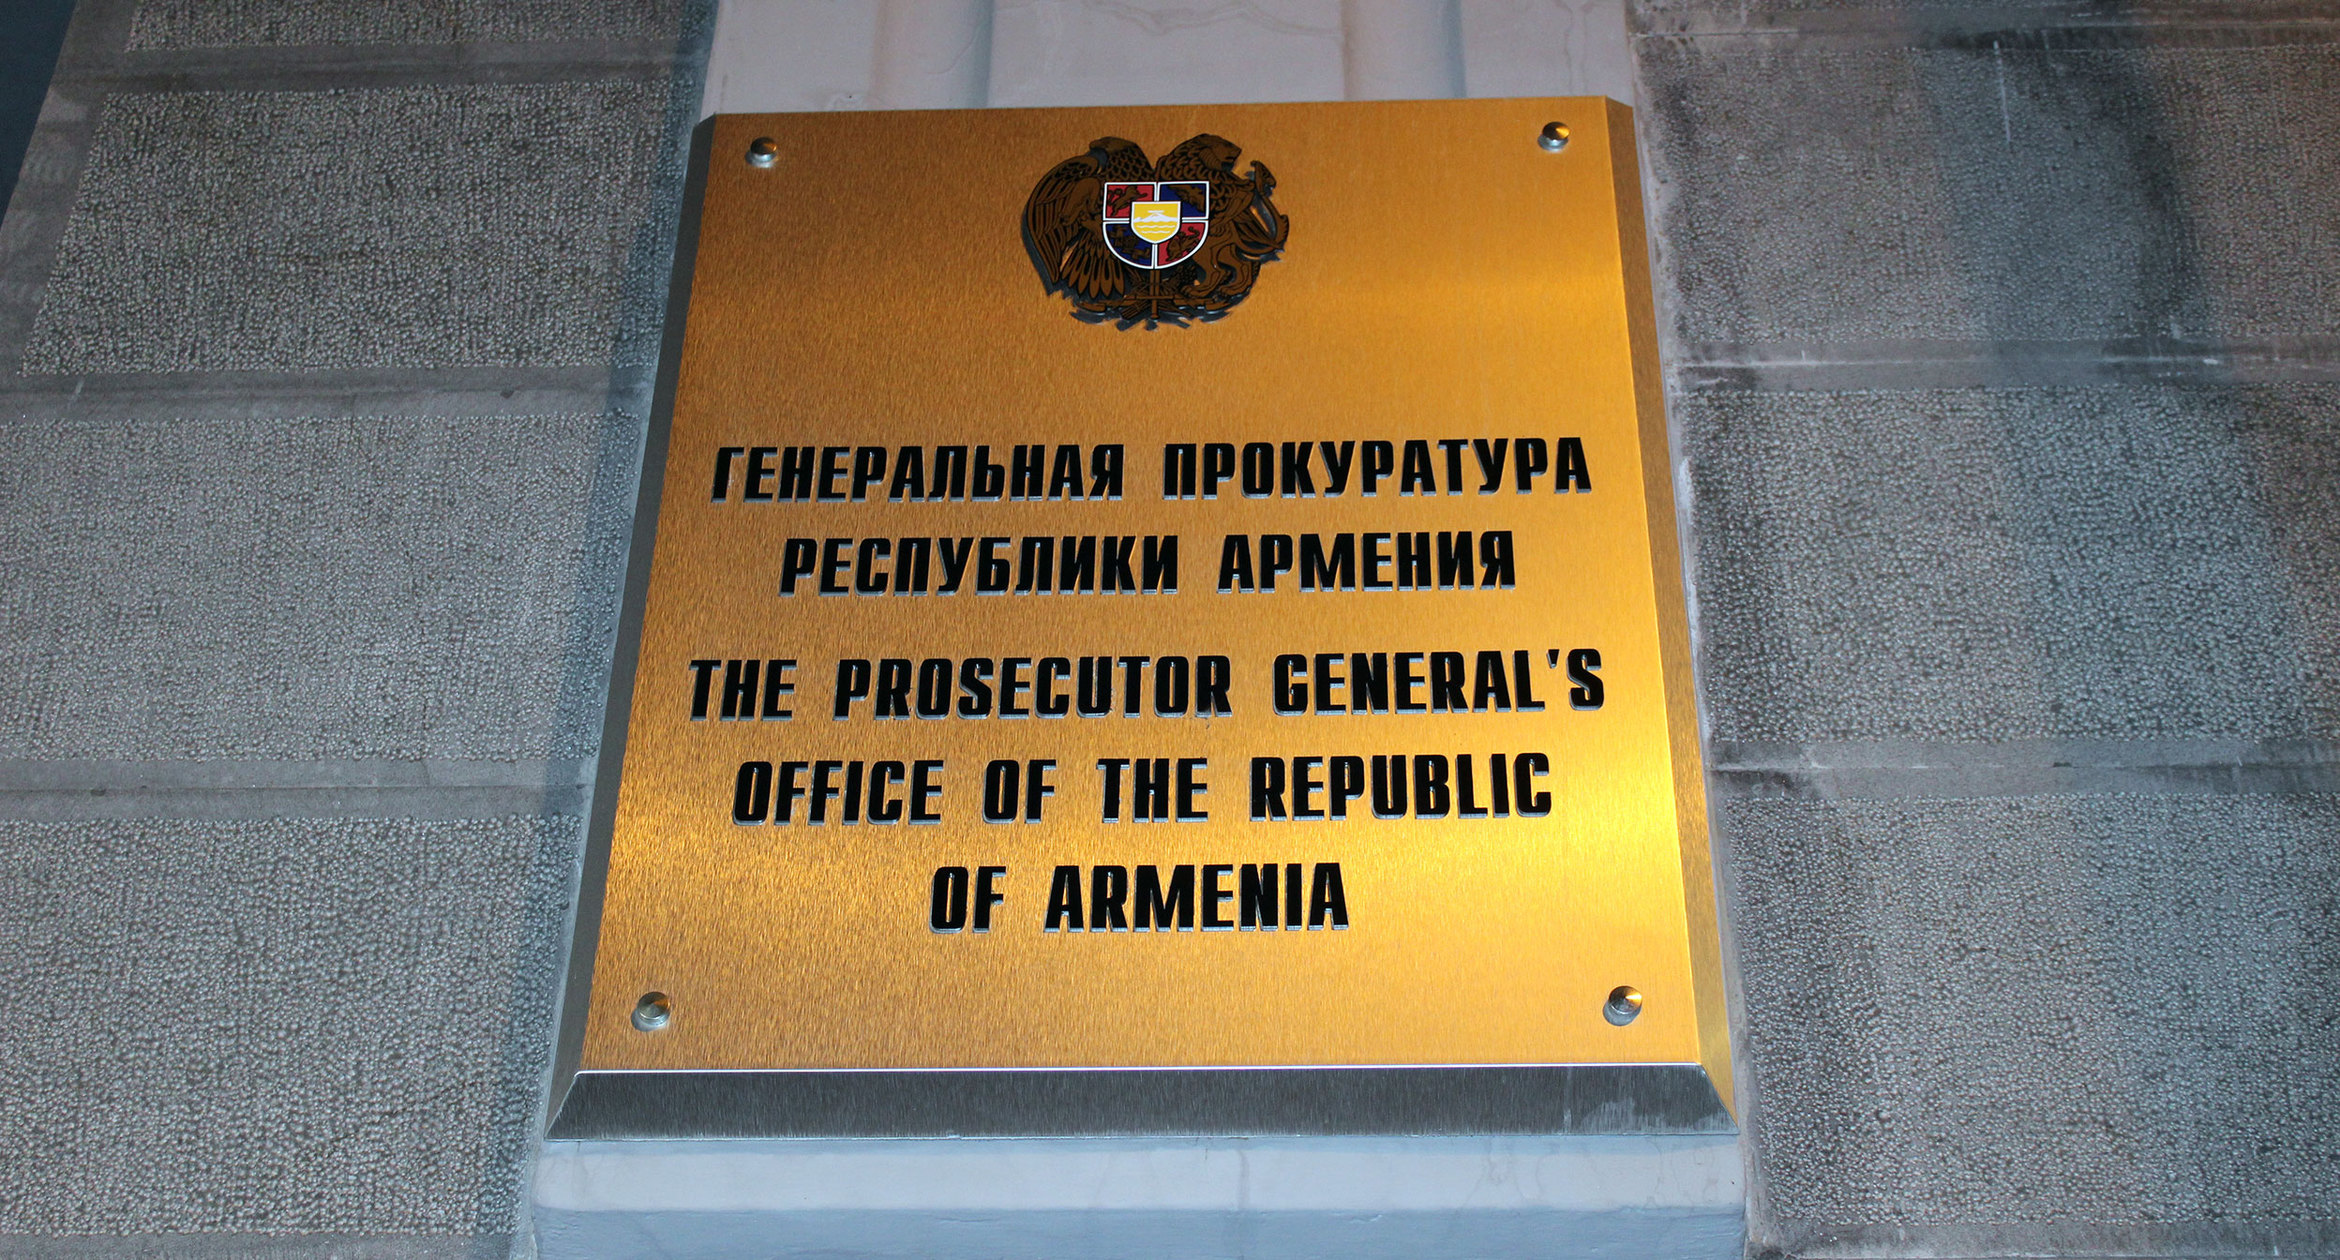 ГЕНЕРАЛЬНАЯ ПРОКУРАТУРА
РЕСПУБЛИКИ АРМЕНИЯ
THE PROSECUTOR GENERAL'S
OFFICE OF THE REPUBLIC
OF ARMENIA